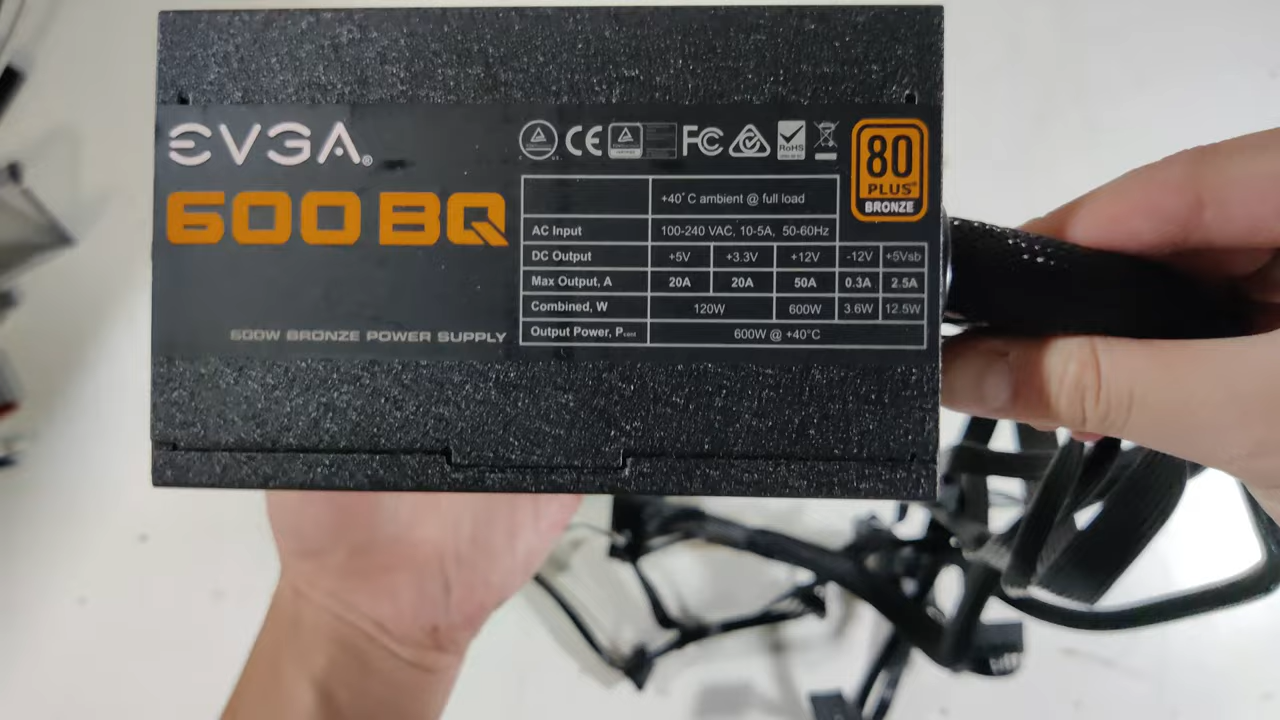 EVGA®
600 BQ
600W BRONZE POWER SUPPLY
CE FC RoHS
80
PLUS®
BRONZE
+40°C ambient @ full load
AC Input 100-240 VAC, 10-5A, 50-60Hz
DC Output +5V +3.3V +12V -12V +5Vsb
Max Output, A 20A 20A 50A 0.3A 2.5A
Combined, W 120W 600W 3.6W 12.5W
Output Power, Pcont 600W @ +40°C